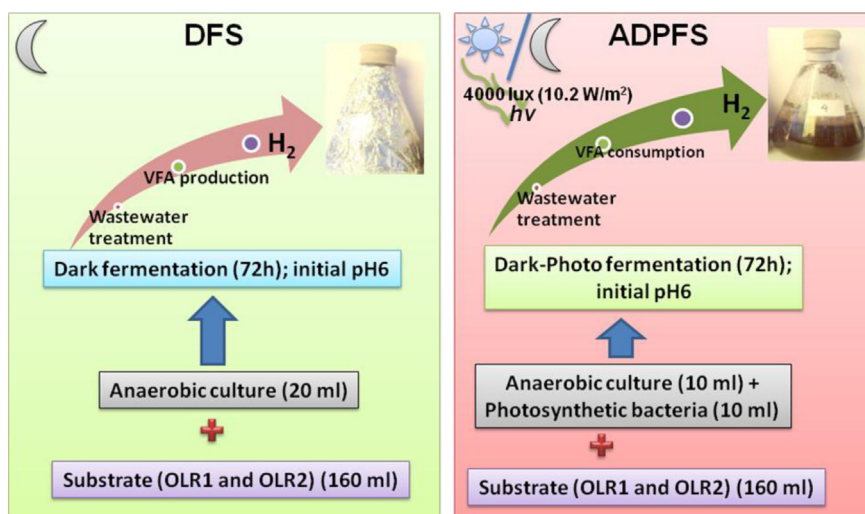 DFS
H₂
VFA production
Wastewater
treatment
Dark fermentation (72h); initial pH6
Anaerobic culture (20 ml)
Substrate (OLR1 and OLR2) (160 ml)
ADPFS
4000 lux (10.2 W/m²)
hν
H₂
VFA consumption
Wastewater
treatment
Dark-Photo fermentation (72h);
initial pH6
Anaerobic culture (10 ml) +
Photosynthetic bacteria (10 ml)
Substrate (OLR1 and OLR2) (160 ml)